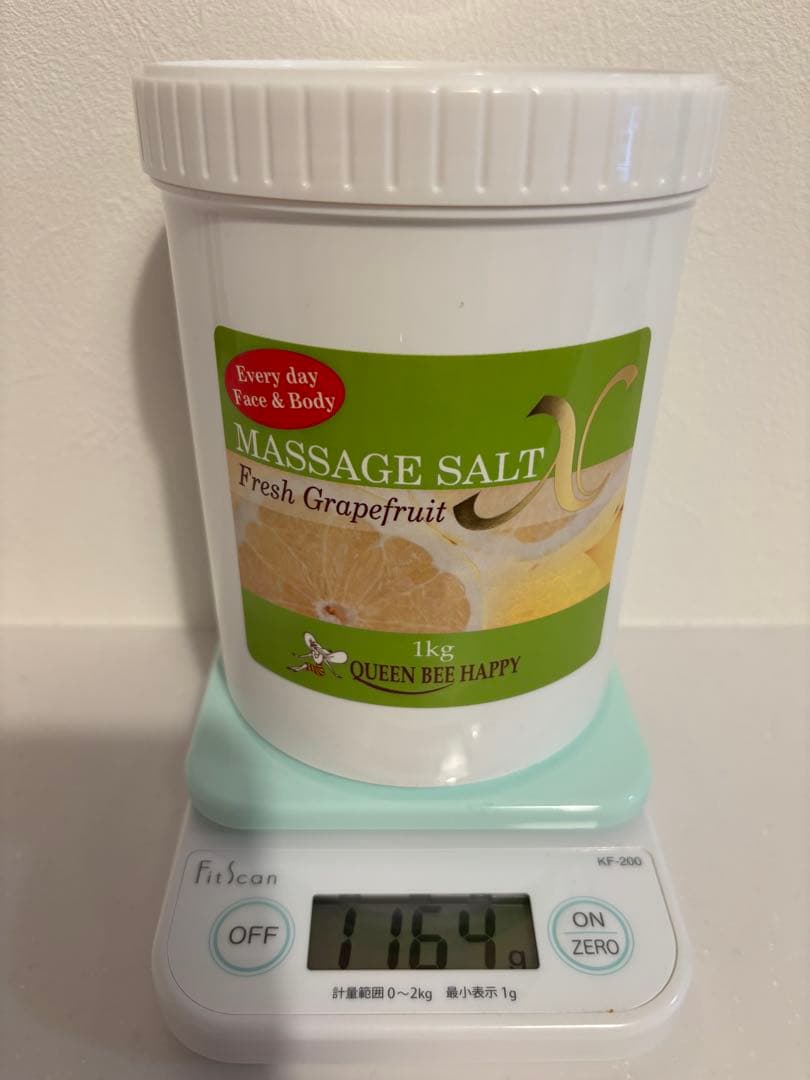 Every day
Face & Body
MASSAGE SALT X
Fresh Grapefruit
1kg
QUEEN BEE HAPPY
FitScan
KF-200
OFF
1164g
ON
ZERO
計量範囲 0～2kg 最小表示 1g